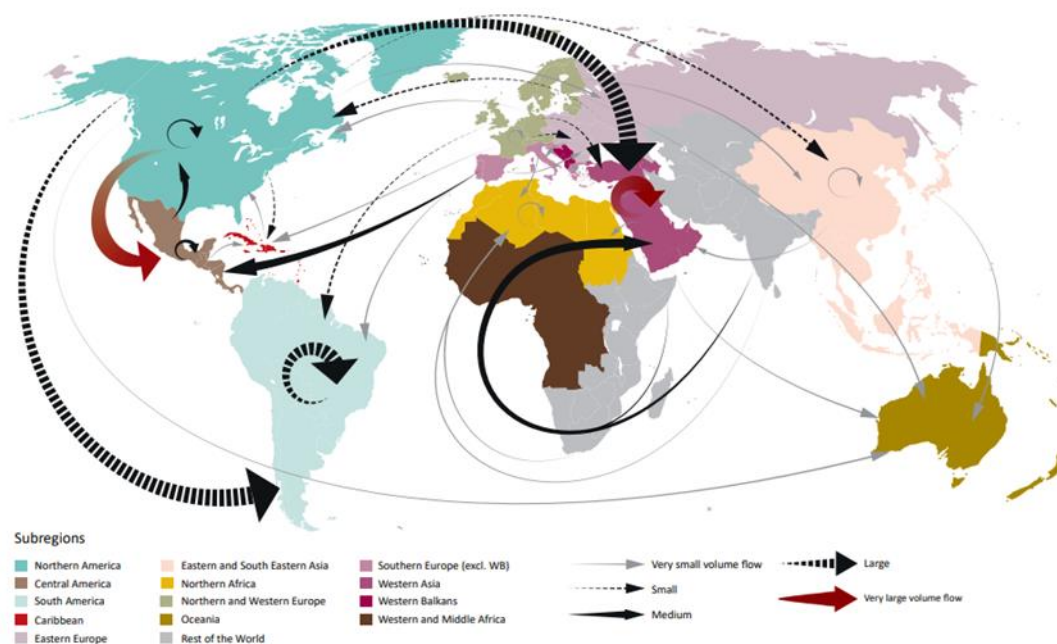 Subregions
Northern America
Central America
South America
Caribbean
Eastern Europe
Eastern and South Eastern Asia
Northern Africa
Northern and Western Europe
Oceania
Rest of the World
Southern Europe (excl. WB)
Western Asia
Western Balkans
Western and Middle Africa
Very small volume flow
Small
Medium
Large
Very large volume flow